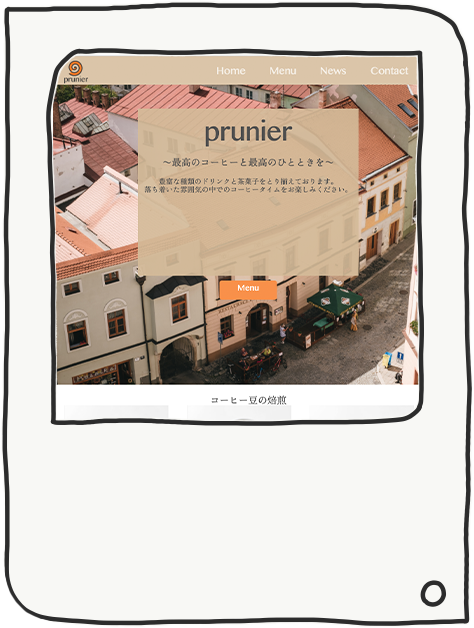 prunier
Home
Menu
News
Contact
prunier
〜最高のコーヒーと最高のひとときを〜
豊富な種類のドリンクと茶菓子をとり揃えております。
落ち着いた雰囲気の中でのコーヒータイムをお楽しみください。
Menu
コーヒー豆の焙煎